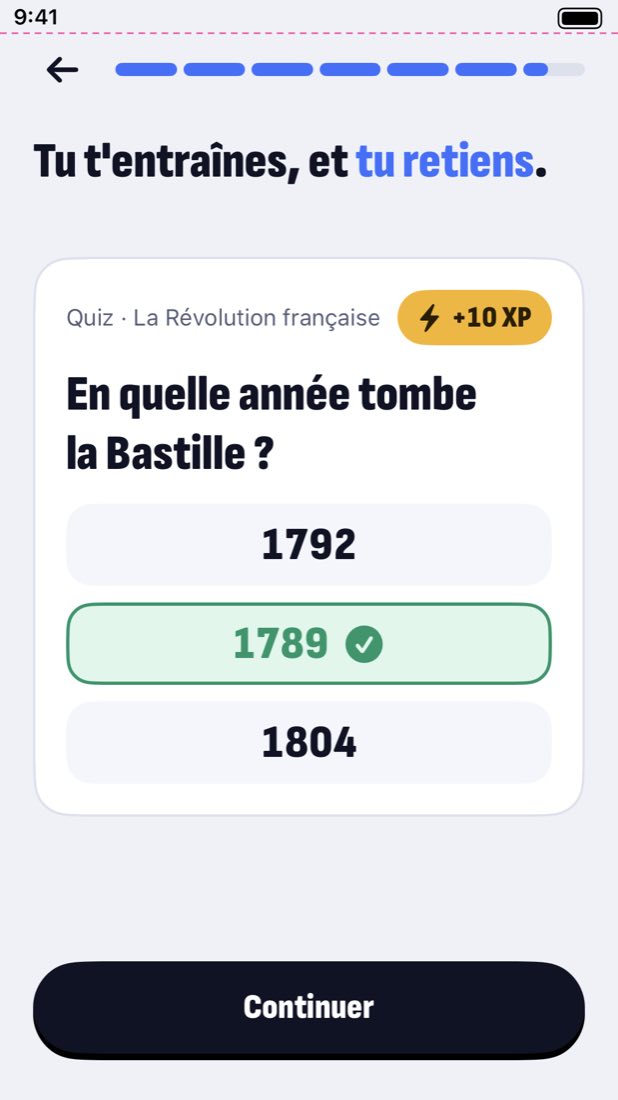 9:41
Tu t'entraînes, et tu retiens.
Quiz · La Révolution française
+10 XP
En quelle année tombe
la Bastille ?
1792
1789
1804
Continuer